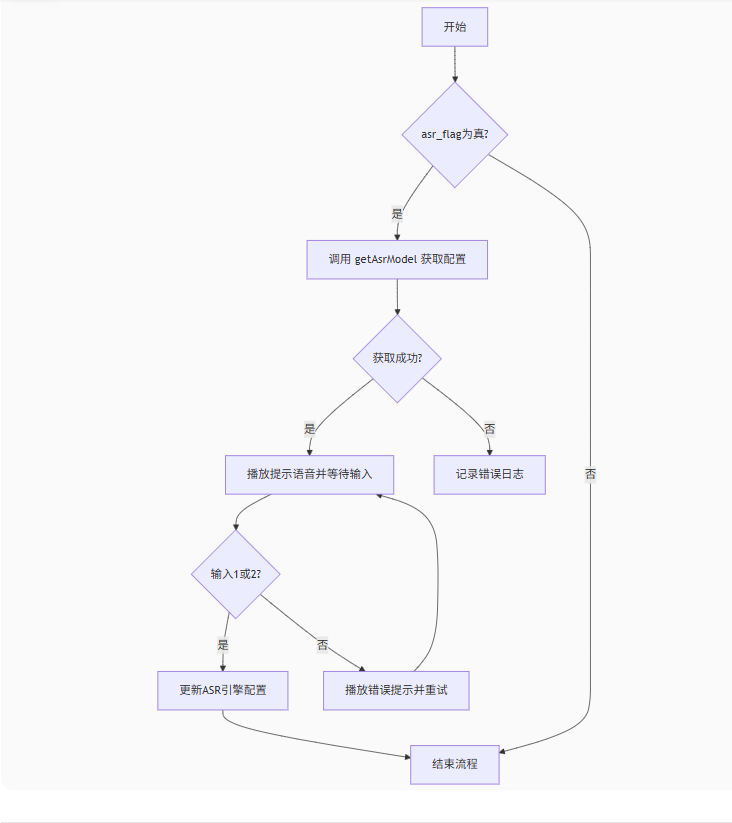 开始
asr_flag为真?
是
调用 getAsrModel 获取配置
获取成功?
是
否
播放提示语音并等待输入
记录错误日志
否
输入1或2?
是
否
更新ASR引擎配置
播放错误提示并重试
结束流程